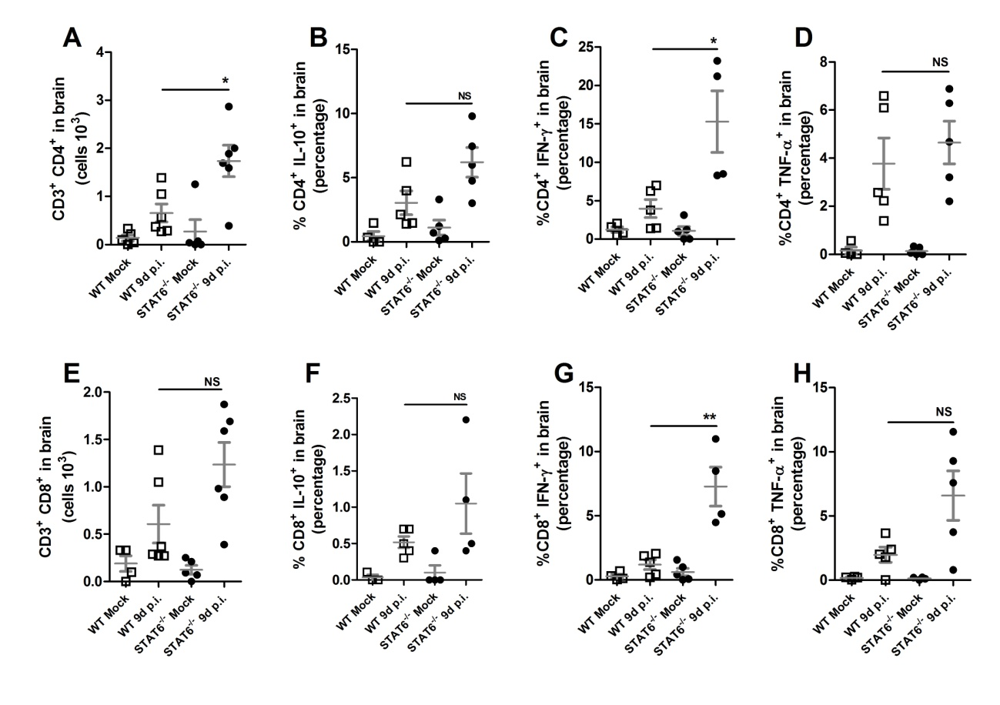 A
CD3⁺ CD4⁺ in brain
(cells 10³)
4
3
2
1
0
*
WT Mock
WT 9d p.i.
STAT6⁻/⁻ Mock
STAT6⁻/⁻ 9d p.i.
B
% CD4⁺ IL-10⁺ in brain
(percentage)
15
10
5
0
NS
WT Mock
WT 9d p.i.
STAT6⁻/⁻ Mock
STAT6⁻/⁻ 9d p.i.
C
%CD4⁺ IFN-γ⁺ in brain
(percentage)
25
20
15
10
5
0
*
WT Mock
WT 9d p.i.
STAT6⁻/⁻ Mock
STAT6⁻/⁻ 9d p.i.
D
%CD4⁺ TNF-α⁺ in brain
(percentage)
8
6
4
2
0
NS
WT Mock
WT 9d p.i.
STAT6⁻/⁻ Mock
STAT6⁻/⁻ 9d p.i.
E
CD3⁺ CD8⁺ in brain
(cells 10³)
2.0
1.5
1.0
0.5
0.0
NS
WT Mock
WT 9d p.i.
STAT6⁻/⁻ Mock
STAT6⁻/⁻ 9d p.i.
F
% CD8⁺ IL-10⁺ in brain
(percentage)
2.5
2.0
1.5
1.0
0.5
0.0
NS
WT Mock
WT 9d p.i.
STAT6⁻/⁻ Mock
STAT6⁻/⁻ 9d p.i.
G
%CD8⁺ IFN-γ⁺ in brain
(percentage)
15
10
5
0
**
WT Mock
WT 9d p.i.
STAT6⁻/⁻ Mock
STAT6⁻/⁻ 9d p.i.
H
%CD8⁺ TNF-α⁺ in brain
(percentage)
15
10
5
0
NS
WT Mock
WT 9d p.i.
STAT6⁻/⁻ Mock
STAT6⁻/⁻ 9d p.i.